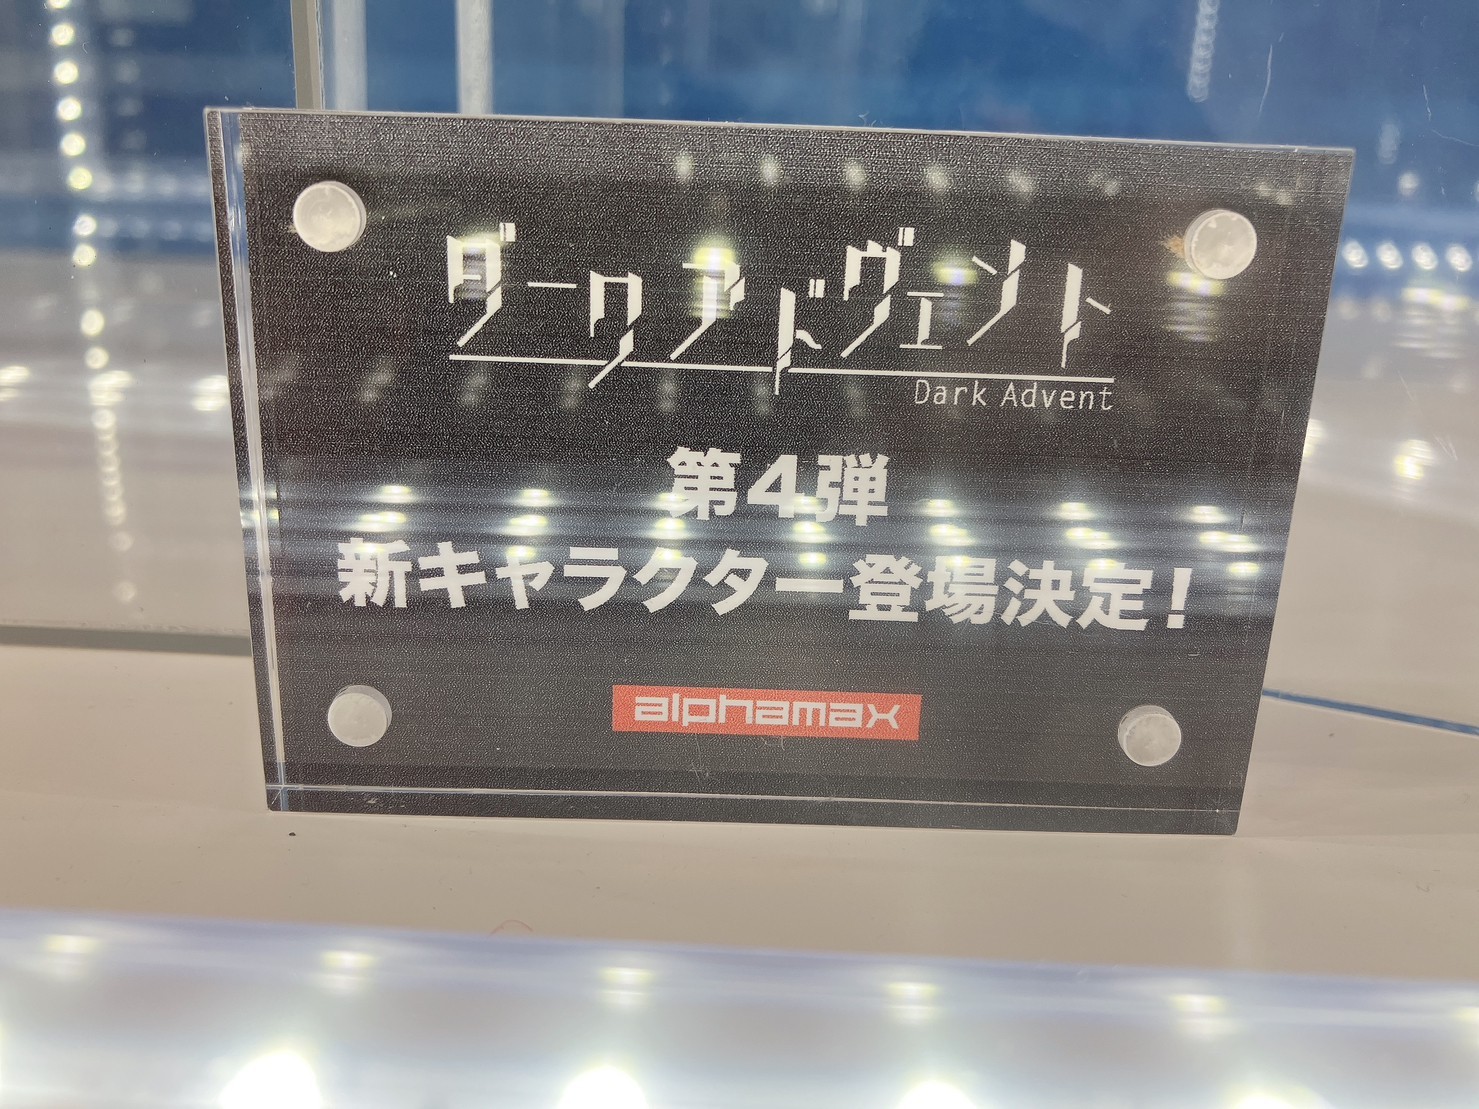 ダークアドヴェント
Dark Advent
第4弾
新キャラクター登場決定!
alphamax